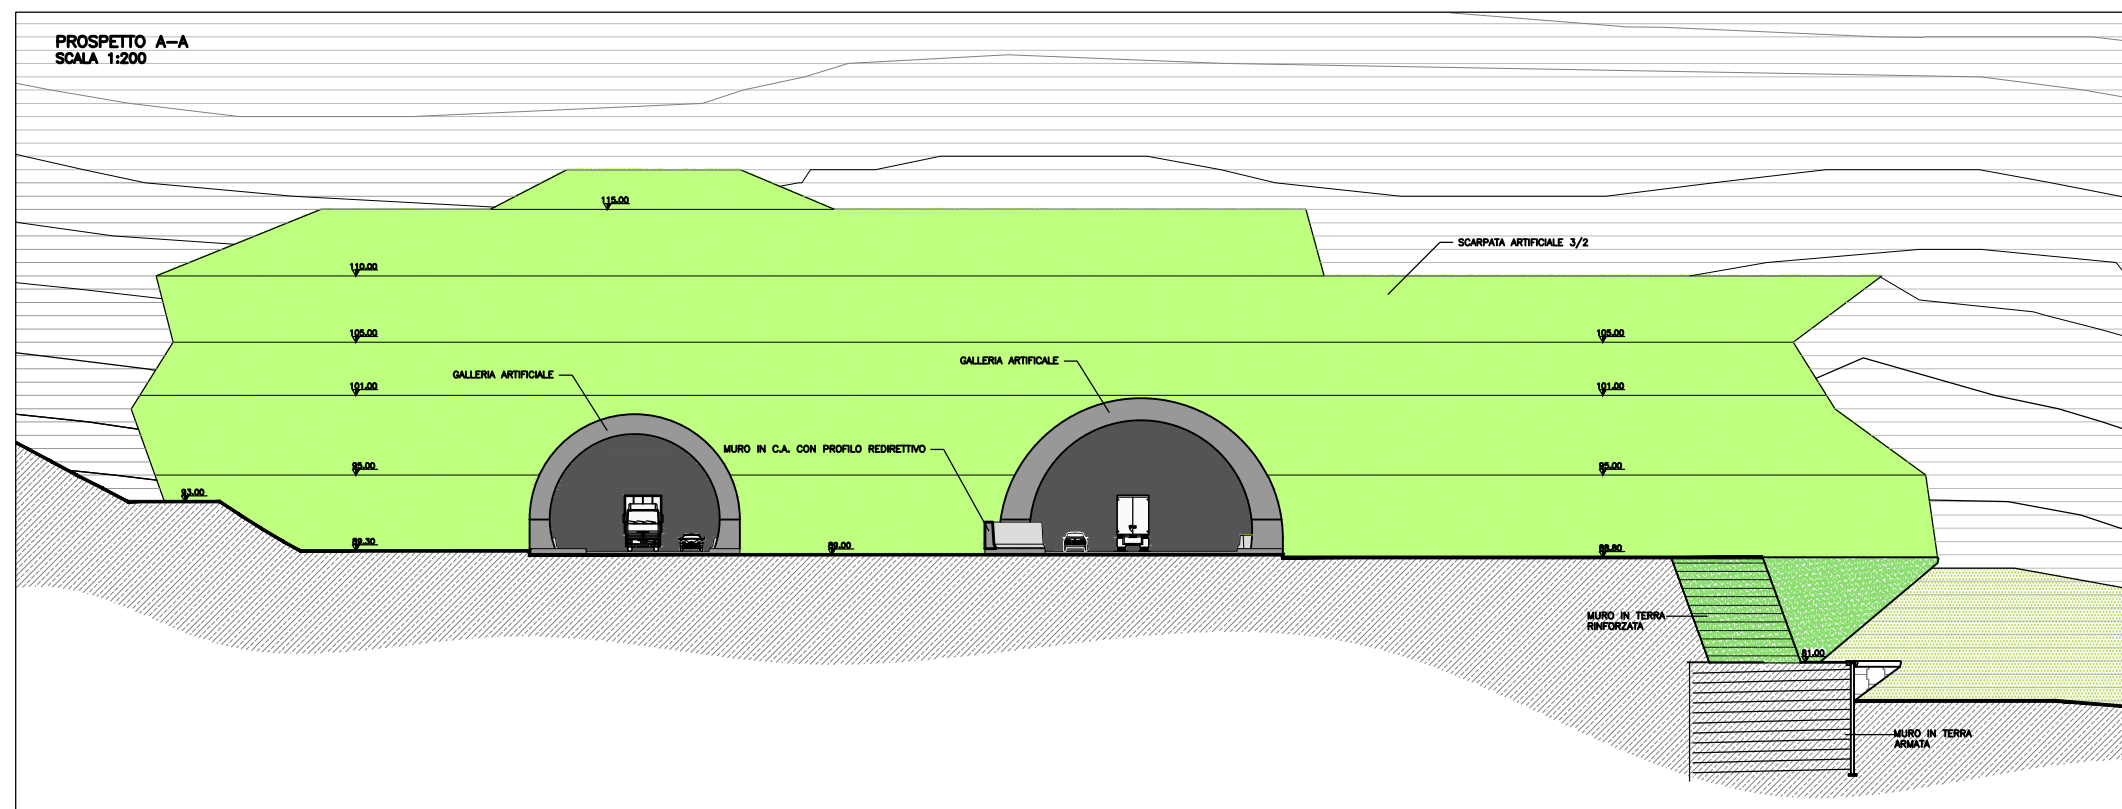 PROSPETTO A-A
SCALA 1:200
115.00
SCARPATA ARTIFICIALE 3/2
110.00
105.00
105.00
GALLERIA ARTIFICALE
GALLERIA ARTIFICIALE
101.00
101.00
MURO IN C.A. CON PROFILO REDIRETTIVO
95.00
95.00
93.00
89.30
89.00
88.80
MURO IN TERRA
RINFORZATA
81.00
MURO IN TERRA
ARMATA